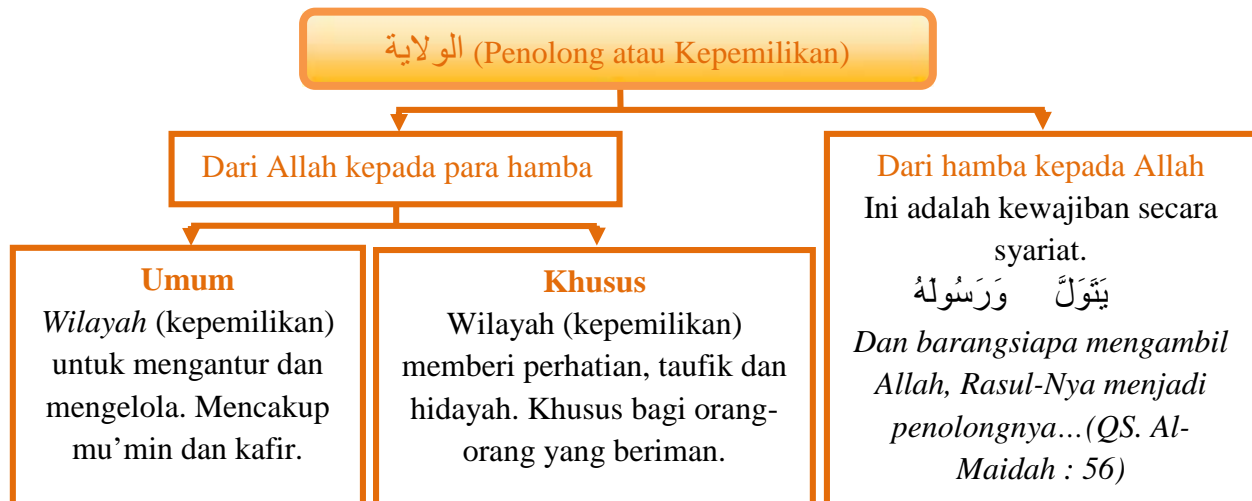 الولاية (Penolong atau Kepemilikan)
Dari Allah kepada para hamba
Umum
Wilayah (kepemilikan)
untuk mengantur dan
mengelola. Mencakup
mu’min dan kafir.
Khusus
Wilayah (kepemilikan)
memberi perhatian, taufik dan
hidayah. Khusus bagi orang-
orang yang beriman.
Dari hamba kepada Allah
Ini adalah kewajiban secara
syariat.
يَتَوَلَّ وَرَسُولَهُ
Dan barangsiapa mengambil
Allah, Rasul-Nya menjadi
penolongnya…(QS. Al-
Maidah : 56)